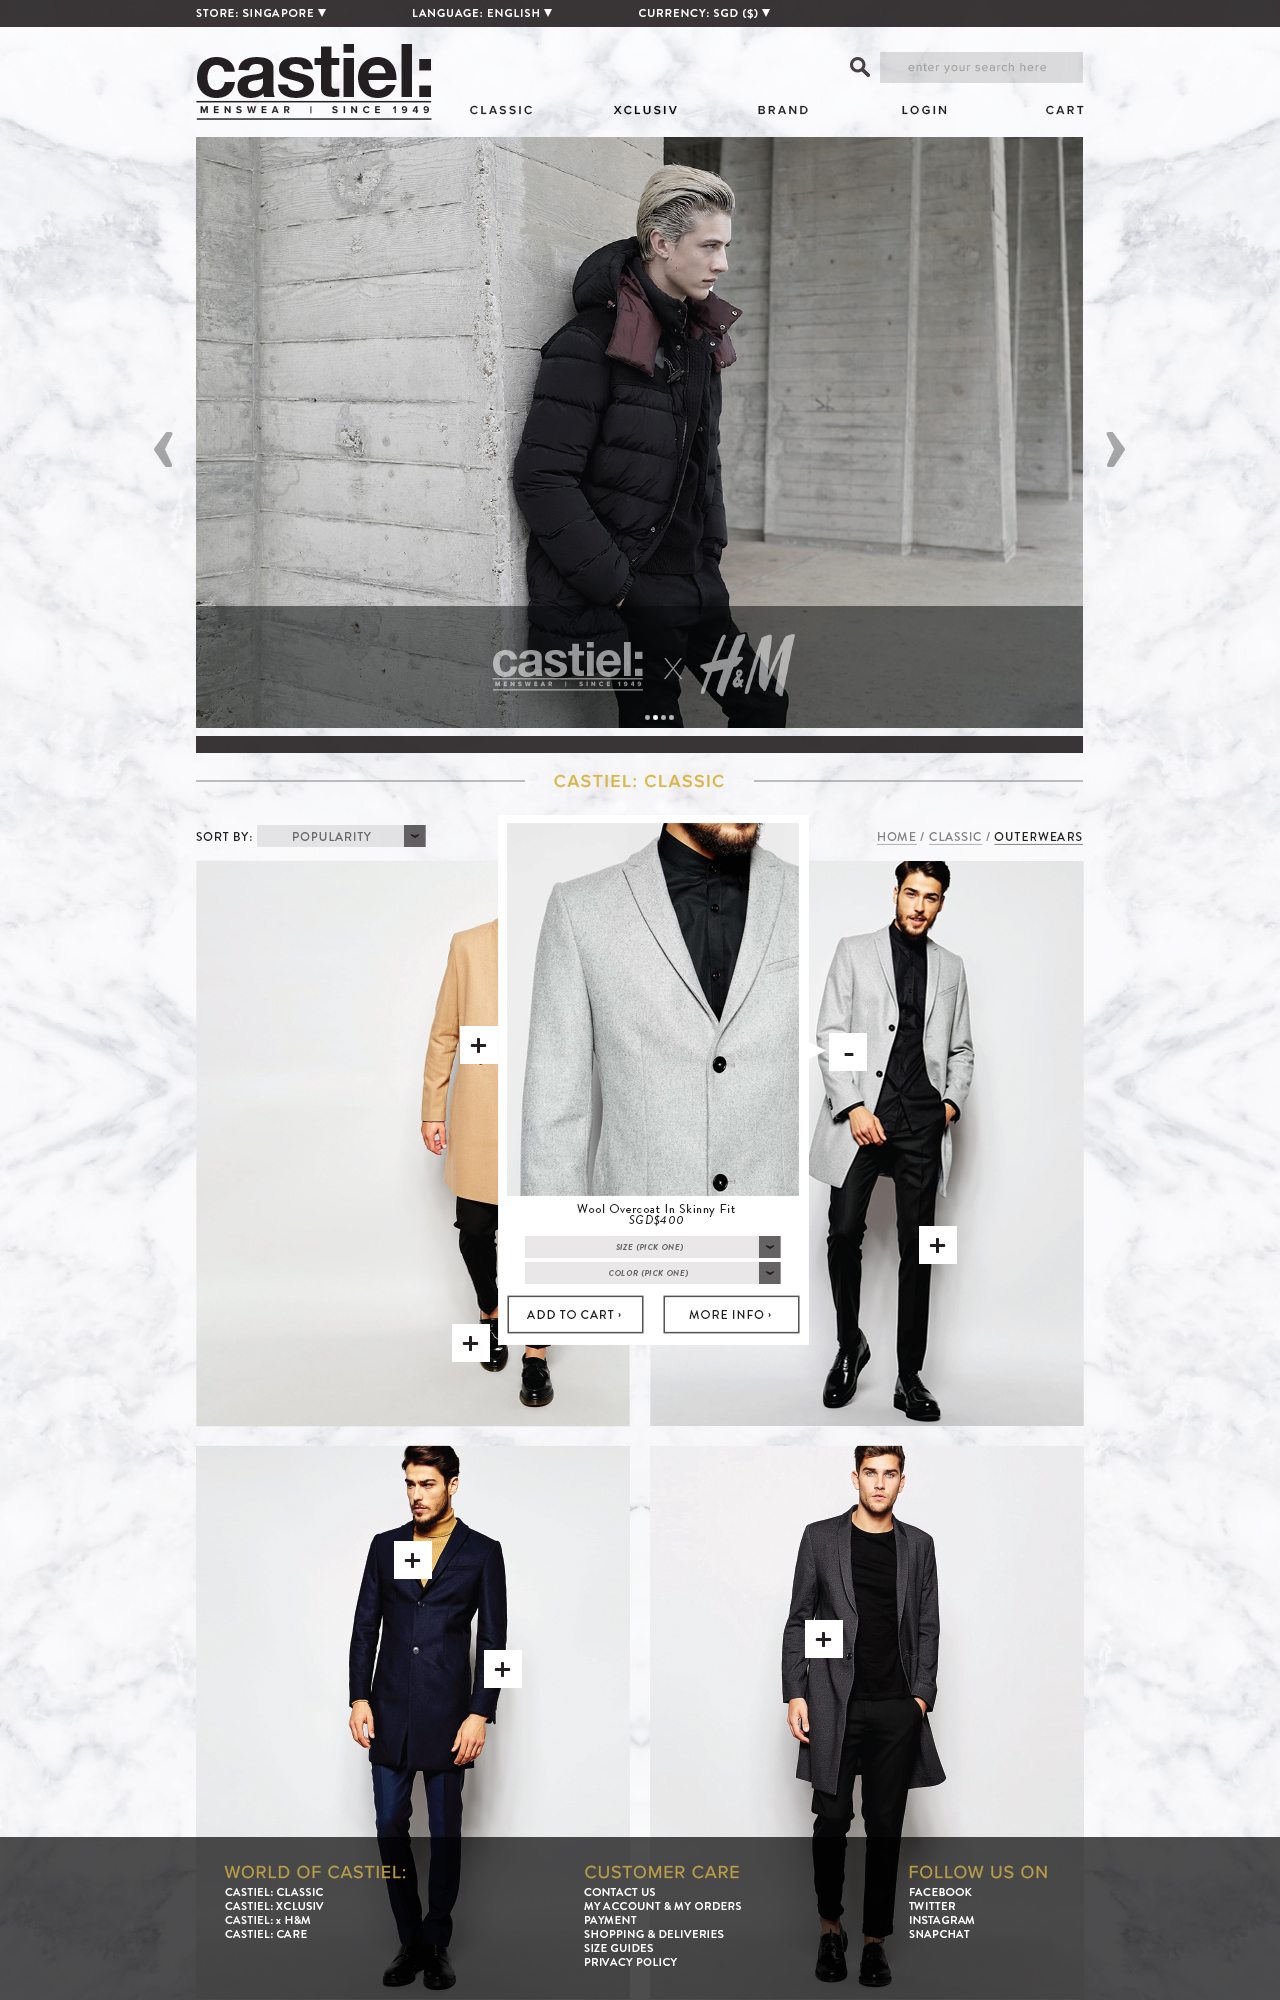 STORE: SINGAPORE ▼
LANGUAGE: ENGLISH ▼
CURRENCY: SGD ($) ▼
castiel:
MENSWEAR | SINCE 1949
enter your search here
CLASSIC
XCLUSIV
BRAND
LOGIN
CART
castiel: X H&M
MENSWEAR | SINCE 1949
CASTIEL: CLASSIC
SORT BY: POPULARITY
HOME / CLASSIC / OUTERWEARS
+
-
+
+
Wool Overcoat In Skinny Fit
SGD$400
SIZE (PICK ONE)
COLOR (PICK ONE)
ADD TO CART ›
MORE INFO ›
+
+
+
WORLD OF CASTIEL:
CASTIEL: CLASSIC
CASTIEL: XCLUSIV
CASTIEL: x H&M
CASTIEL: CARE
CUSTOMER CARE
CONTACT US
MY ACCOUNT & MY ORDERS
PAYMENT
SHOPPING & DELIVERIES
SIZE GUIDES
PRIVACY POLICY
FOLLOW US ON
FACEBOOK
TWITTER
INSTAGRAM
SNAPCHAT